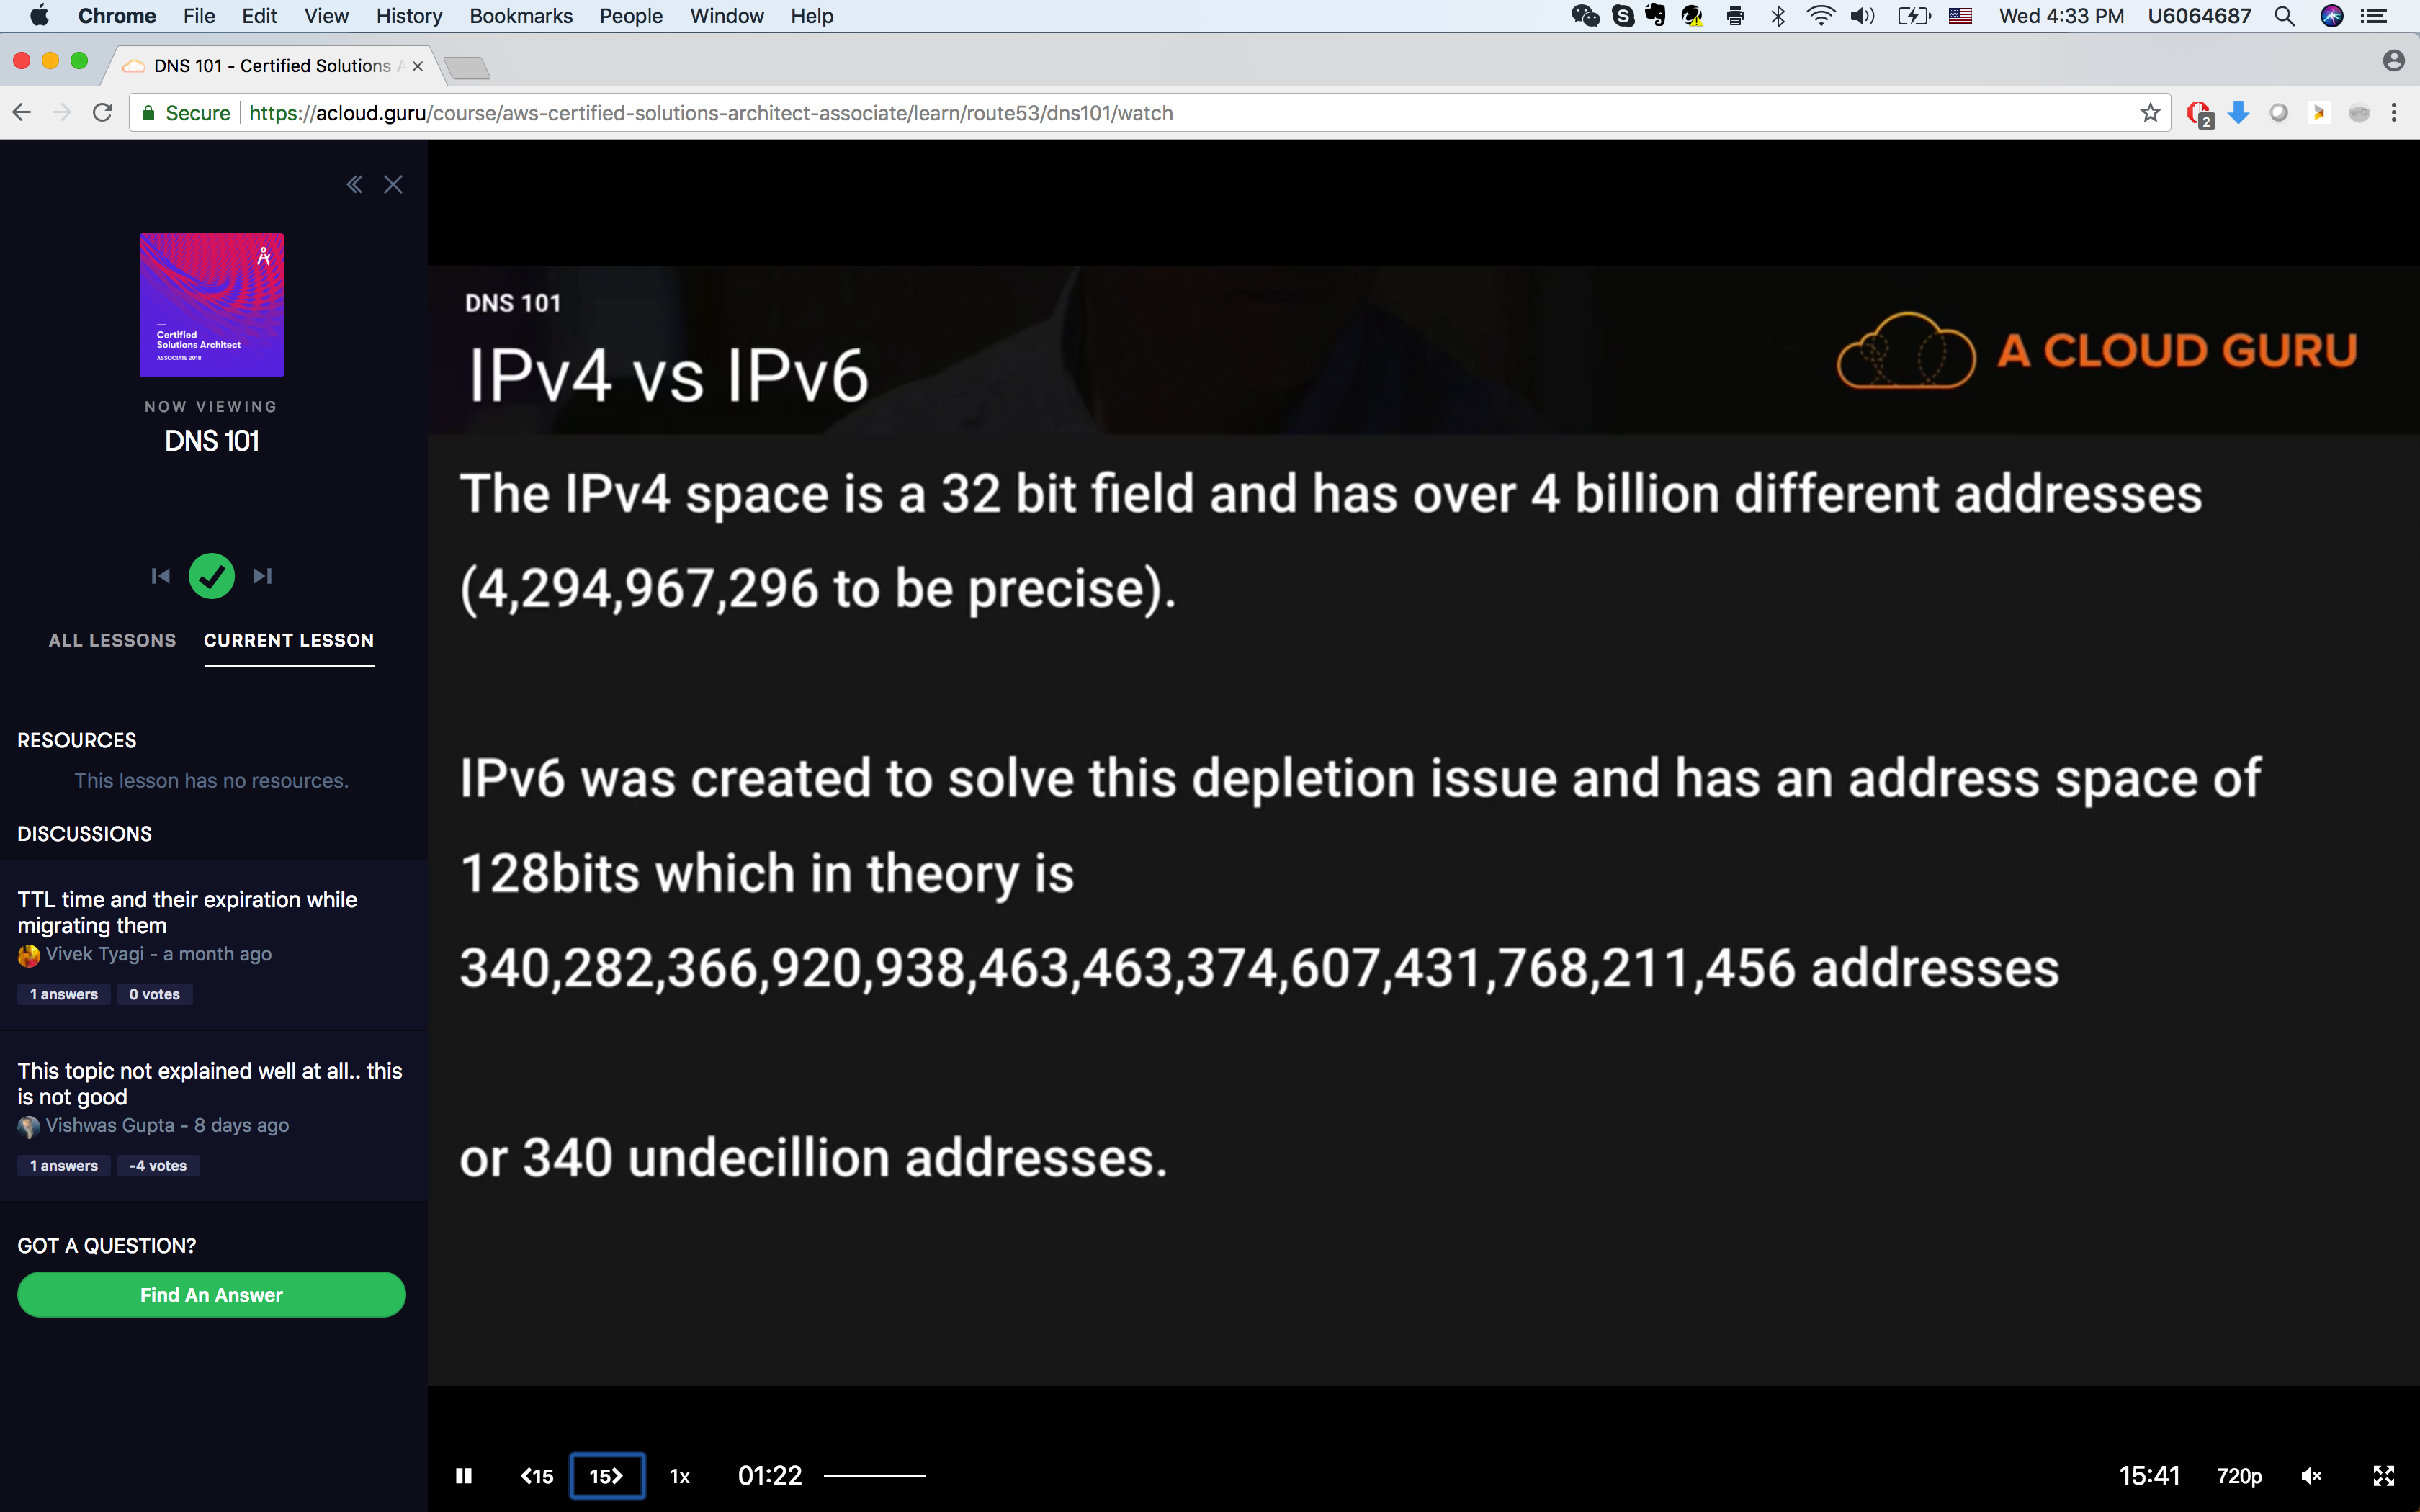 Chrome File Edit View History Bookmarks People Window Help
Wed 4:33 PM U6064687
DNS 101 - Certified Solutions
Secure https://acloud.guru/course/aws-certified-solutions-architect-associate/learn/route53/dns101/watch
2
Certified
Solutions Architect
ASSOCIATE 2018
NOW VIEWING
DNS 101
ALL LESSONS CURRENT LESSON
RESOURCES
This lesson has no resources.
DISCUSSIONS
TTL time and their expiration while
migrating them
Vivek Tyagi - a month ago
1 answers 0 votes
This topic not explained well at all.. this
is not good
Vishwas Gupta - 8 days ago
1 answers -4 votes
GOT A QUESTION?
Find An Answer
DNS 101
IPv4 vs IPv6
A CLOUD GURU
The IPv4 space is a 32 bit field and has over 4 billion different addresses
(4,294,967,296 to be precise).
IPv6 was created to solve this depletion issue and has an address space of
128bits which in theory is
340,282,366,920,938,463,463,374,607,431,768,211,456 addresses
or 340 undecillion addresses.
<15 15> 1x 01:22 15:41 720p